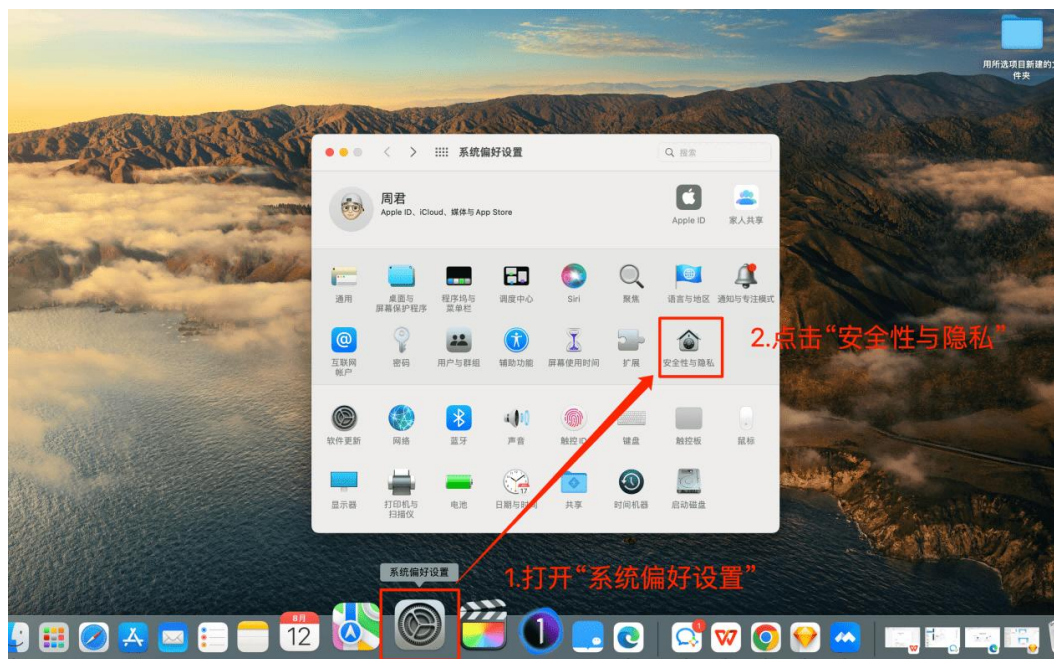 用所选项目新建的文
件夹
系统偏好设置
搜索
周君
Apple ID、iCloud、媒体与 App Store
Apple ID
家人共享
通用
桌面与
屏幕保护程序
程序坞与
菜单栏
调度中心
Siri
聚焦
语言与地区
通知与专注模式
互联网
帐户
密码
用户与群组
辅助功能
屏幕使用时间
扩展
安全性与隐私
2.点击“安全性与隐私”
软件更新
网络
蓝牙
声音
触控 ID
键盘
触控板
鼠标
显示器
打印机与
扫描仪
电池
17
日期与时间
共享
时间机器
启动磁盘
系统偏好设置
1.打开“系统偏好设置”
8月
12
1
1